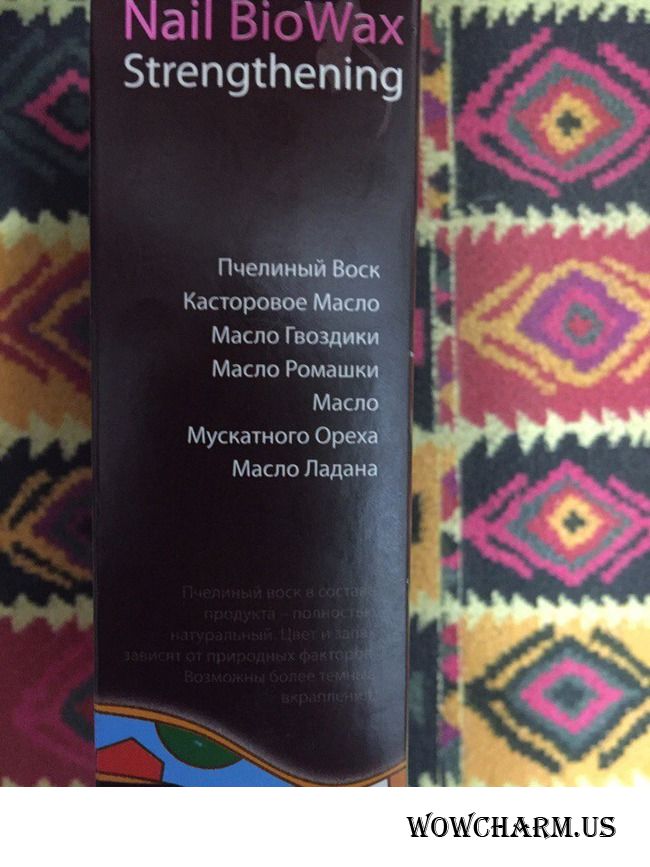 Nail BioWax
Strengthening
Пчелиный Воск
Касторовое Масло
Масло Гвоздики
Масло Ромашки
Масло
Мускатного Ореха
Масло Ладана
Пчелиный воск в составе
продукта – полностью
натуральный. Цвет и запах
зависят от природных факторов.
Возможны более темные
вкрапления.
WOWCHARM.US